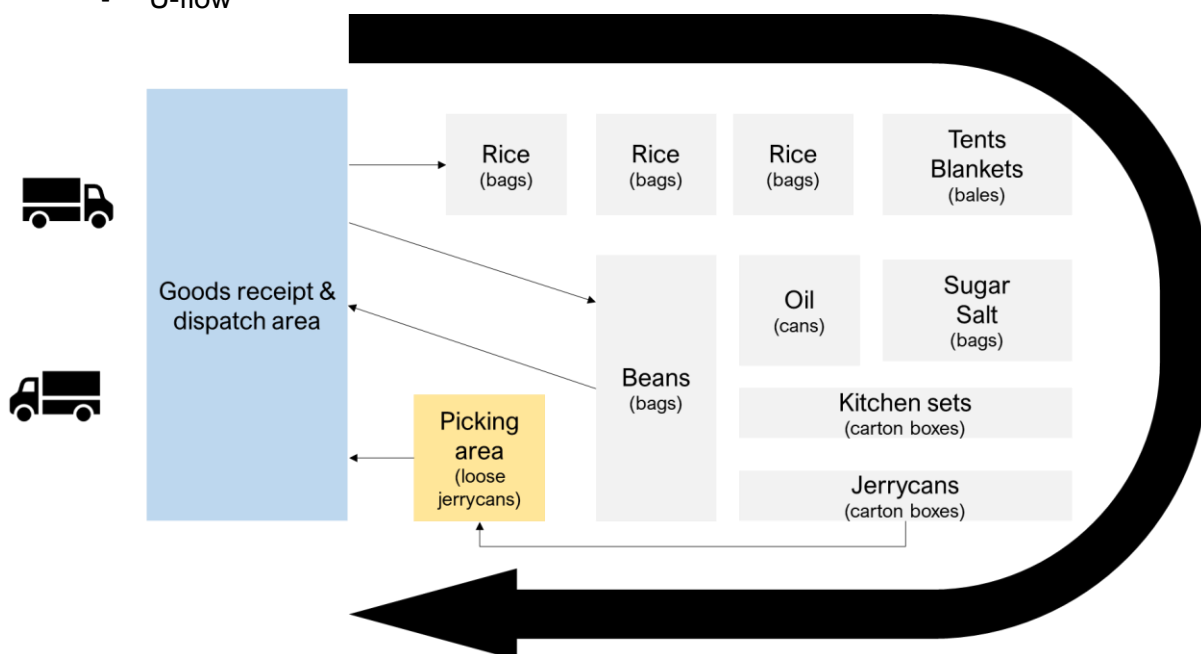 - U-flow
Rice
(bags)
Rice
(bags)
Rice
(bags)
Tents
Blankets
(bales)
Goods receipt &
dispatch area
Beans
(bags)
Oil
(cans)
Sugar
Salt
(bags)
Kitchen sets
(carton boxes)
Picking
area
(loose
jerrycans)
Jerrycans
(carton boxes)